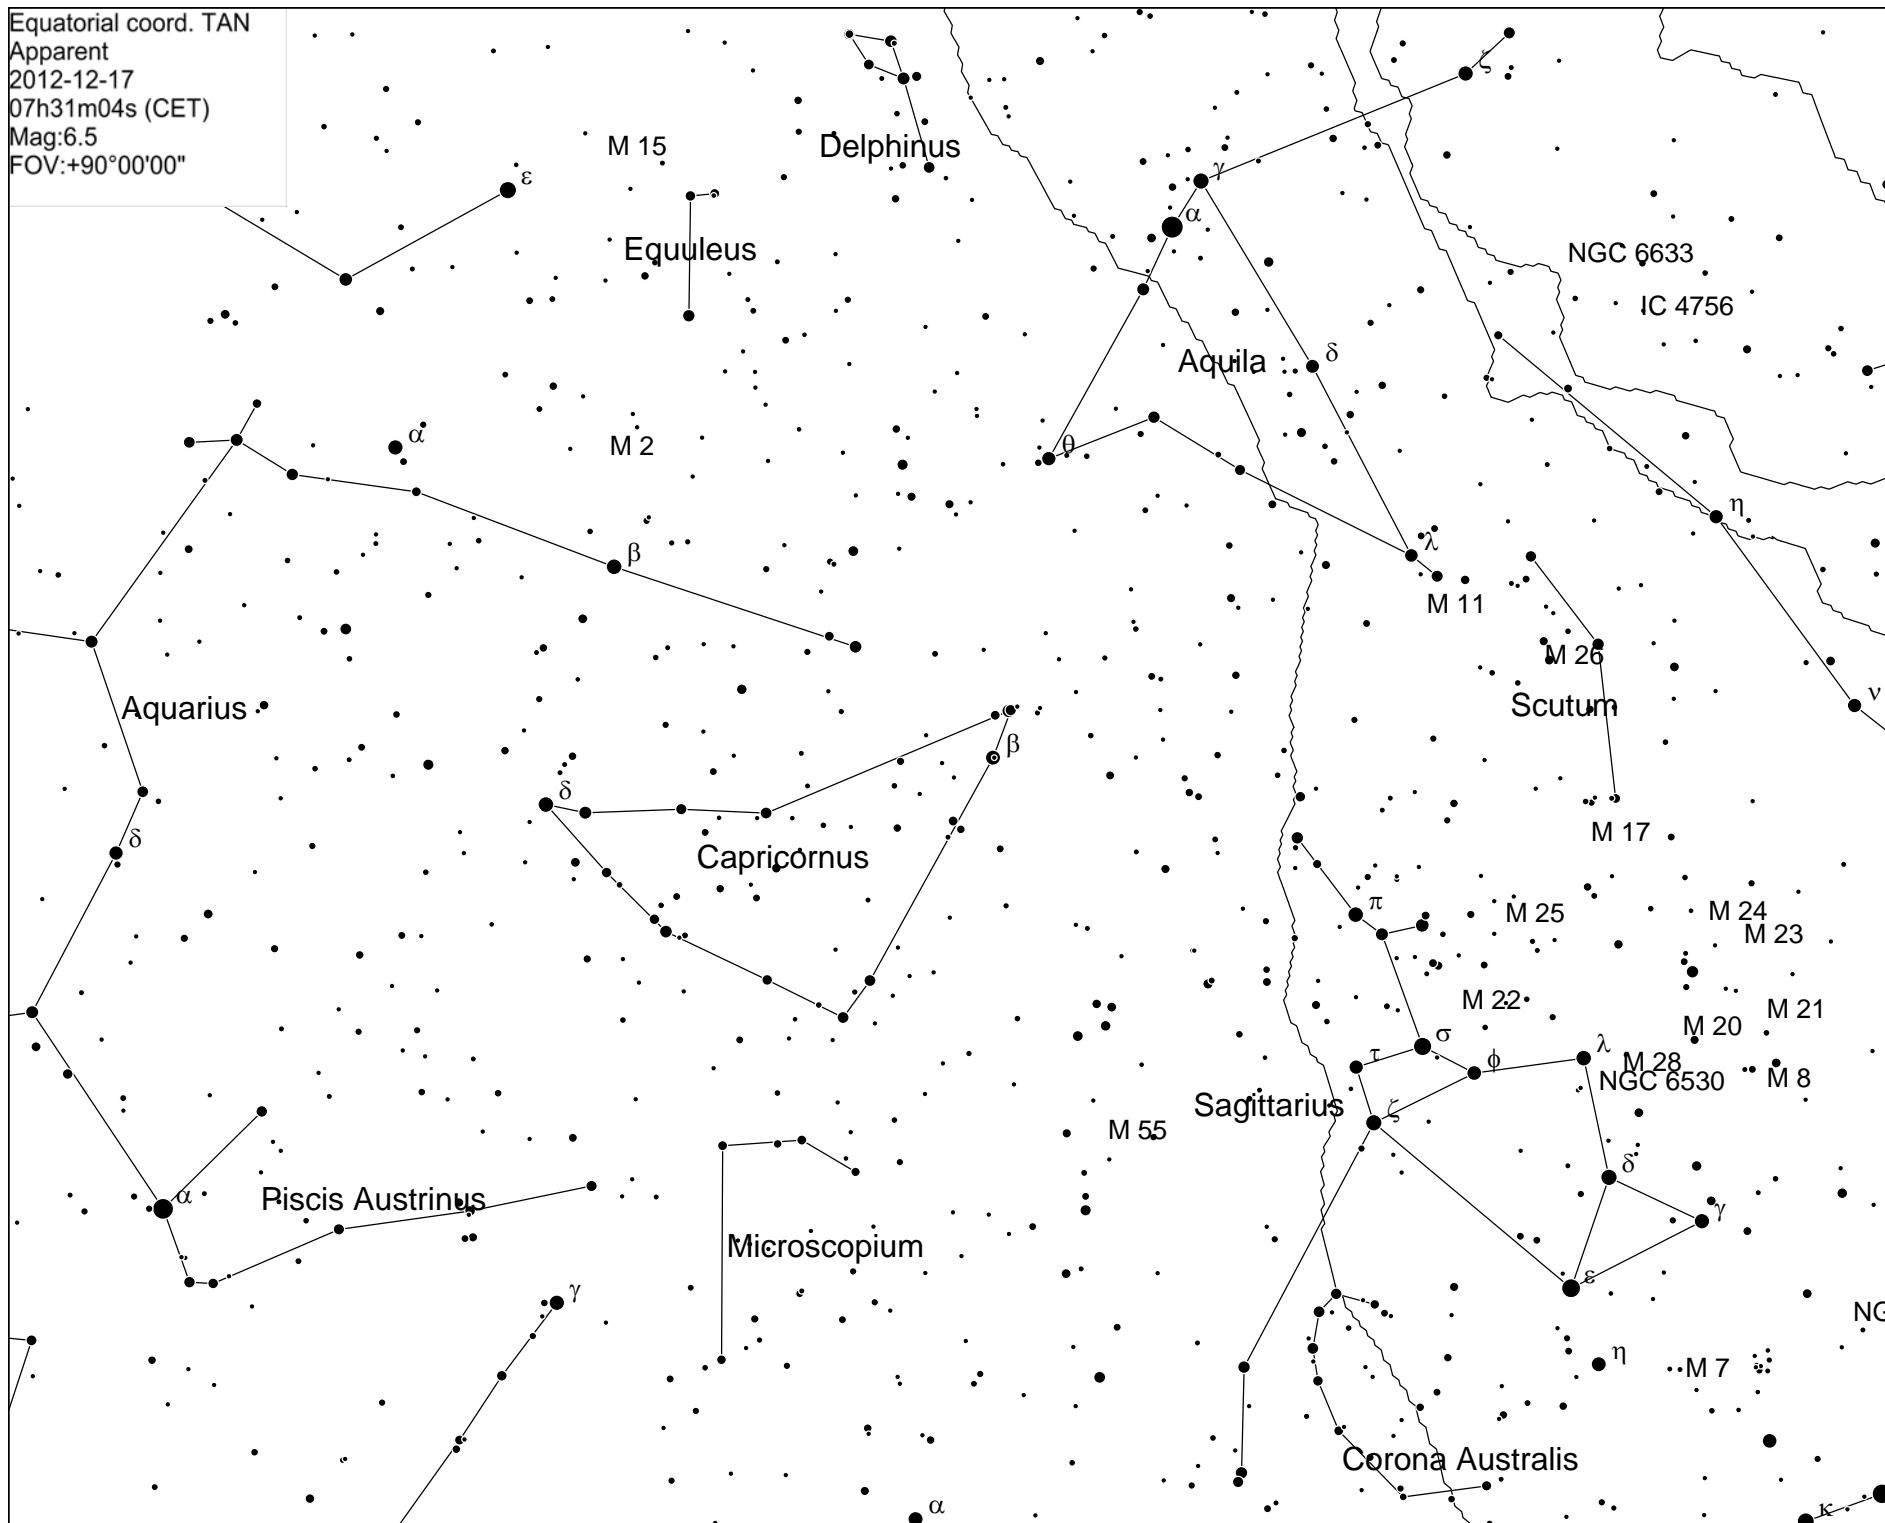 Equatorial coord. TAN
Apparent
2012-12-17
07h31m04s (CET)
Mag:6.5
FOV:+90°00'00"
ζ
M 15
Delphinus
ε
γ
α
Equuleus
NGC 6633
IC 4756
Aquila
δ
α
M 2
θ
η
λ
β
M 11
M 26
Scutum
ν
Aquarius
β
δ
M 17
δ
Capricornus
π
M 25
M 24
M 23
M 22
M 21
M 20
σ
τ
φ
λ
M 28
NGC 6530
M 8
Sagittarius
ζ
M 55
δ
α
Piscis Austrinus
γ
Microscopium
ε
γ
NG
η
M 7
Corona Australis
α
κ